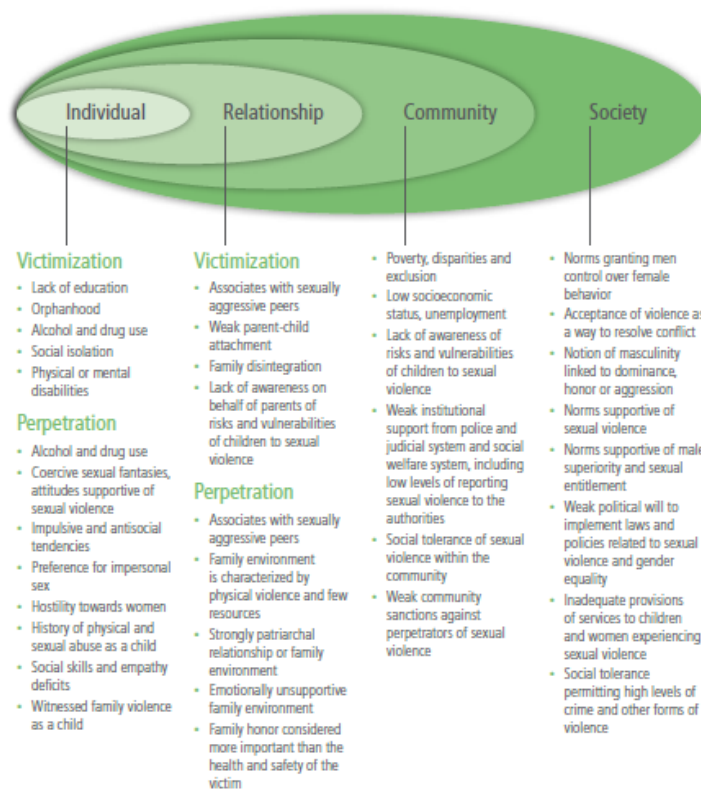 Individual
Relationship
Community
Society
Victimization
• Lack of education
• Orphanhood
• Alcohol and drug use
• Social isolation
• Physical or mental
disabilities
Perpetration
• Alcohol and drug use
• Coercive sexual fantasies,
attitudes supportive of
sexual violence
• Impulsive and antisocial
tendencies
• Preference for impersonal
sex
• Hostility towards women
• History of physical and
sexual abuse as a child
• Social skills and empathy
deficits
• Witnessed family violence
as a child
Victimization
• Associates with sexually
aggressive peers
• Weak parent-child
attachment
• Family disintegration
• Lack of awareness on
behalf of parents of
risks and vulnerabilities
of children to sexual
violence
Perpetration
• Associates with sexually
aggressive peers
• Family environment
is characterized by
physical violence and few
resources
• Strongly patriarchal
relationship or family
environment
• Emotionally unsupportive
family environment
• Family honor considered
more important than the
health and safety of the
victim
• Poverty, disparities and
exclusion
• Low socioeconomic
status, unemployment
• Lack of awareness of
risks and vulnerabilities
of children to sexual
violence
• Weak institutional
support from police and
judicial system and social
welfare system, including
low levels of reporting
sexual violence to the
authorities
• Social tolerance of sexual
violence within the
community
• Weak community
sanctions against
perpetrators of sexual
violence
• Norms granting men
control over female
behavior
• Acceptance of violence as
a way to resolve conflict
• Notion of masculinity
linked to dominance,
honor or aggression
• Norms supportive of
sexual violence
• Norms supportive of male
superiority and sexual
entitlement
• Weak political will to
implement laws and
policies related to sexual
violence and gender
equality
• Inadequate provisions
of services to children
and women experiencing
sexual violence
• Social tolerance
permitting high levels of
crime and other forms of
violence